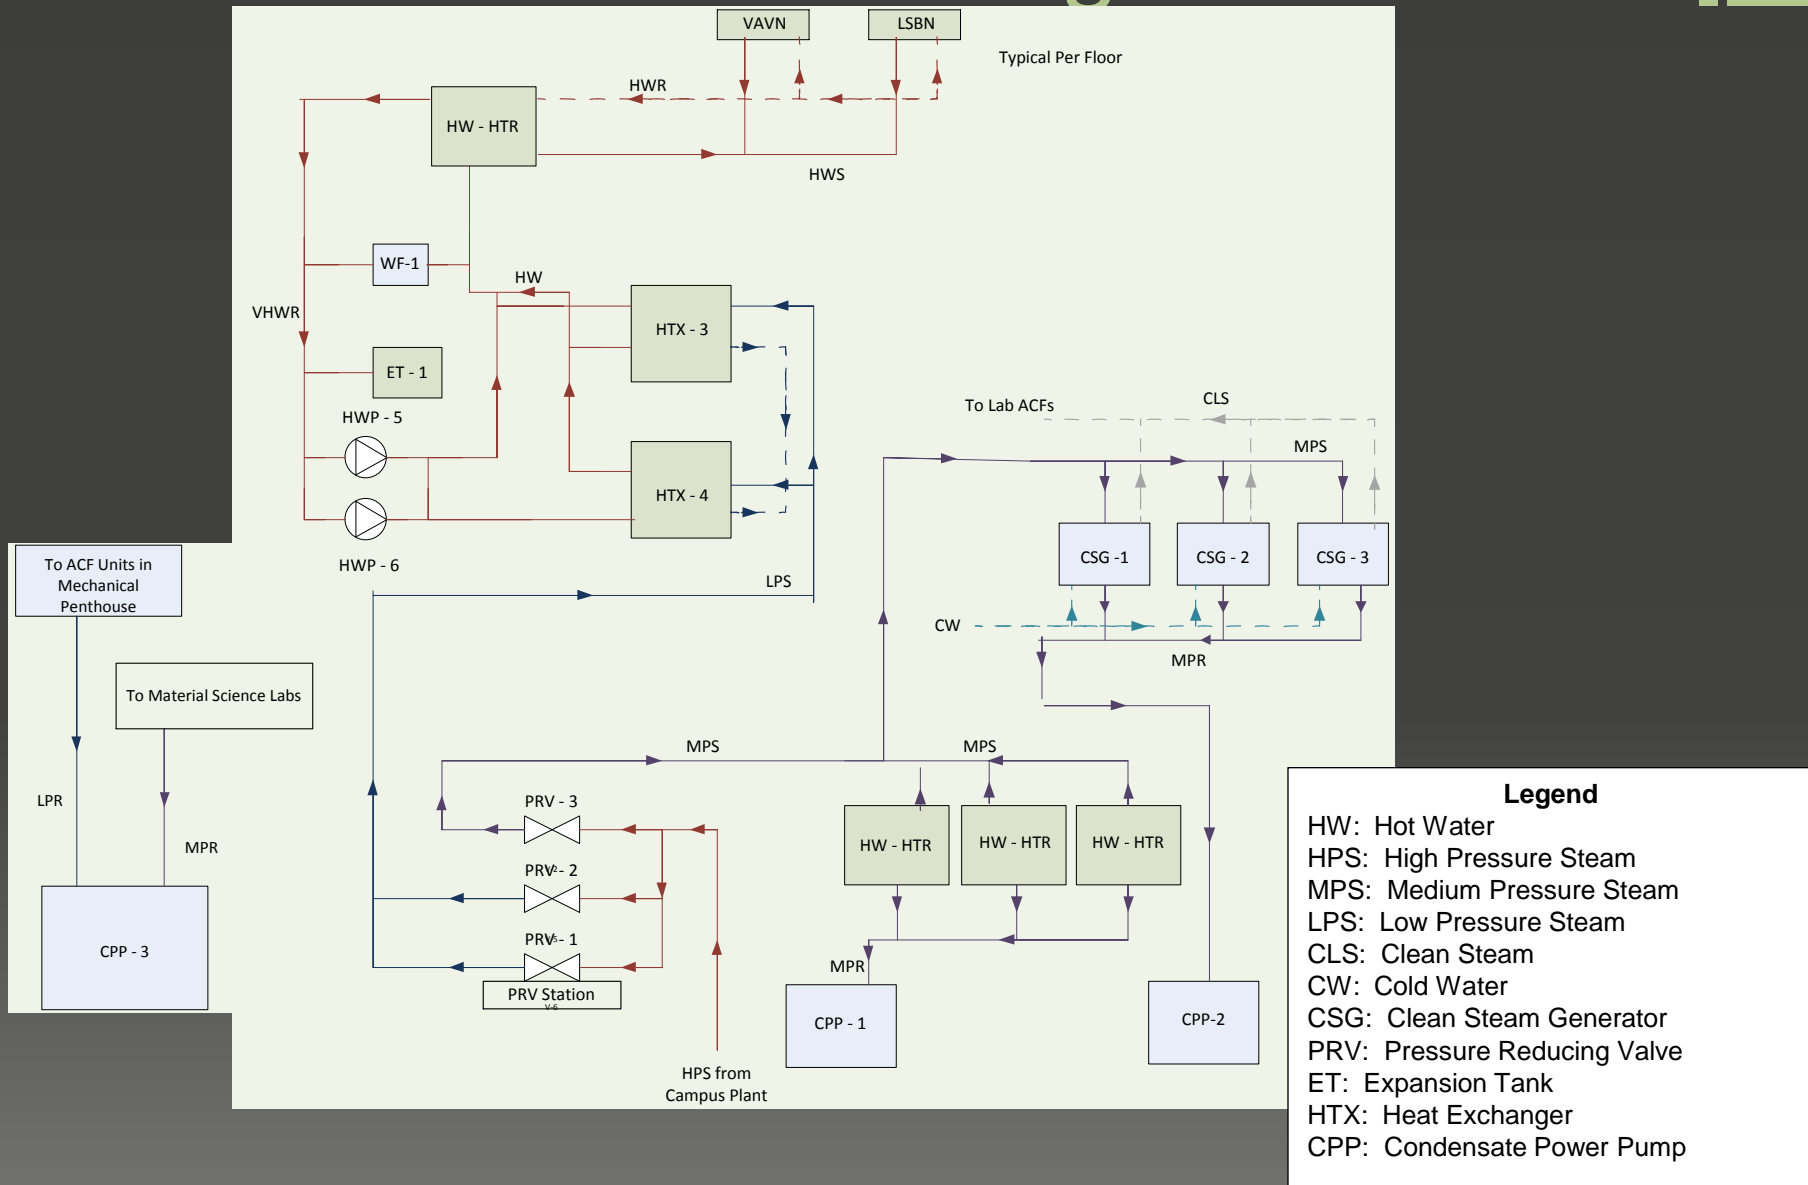 VAVN
LSBN
Typical Per Floor
HWR
HW - HTR
HWS
WF-1
HW
VHWR
HTX - 3
ET - 1
HWP - 5
To Lab ACFs
CLS
MPS
HTX - 4
CSG -1
CSG - 2
CSG - 3
HWP - 6
To ACF Units in
Mechanical
Penthouse
LPS
CW
MPR
To Material Science Labs
MPS
MPS
LPR
PRV - 3
MPR
HW - HTR
HW - HTR
HW - HTR
PRV - 2
PRV - 1
CPP - 3
MPR
PRV Station
V-6
CPP - 1
CPP-2
HPS from
Campus Plant
Legend
HW: Hot Water
HPS: High Pressure Steam
MPS: Medium Pressure Steam
LPS: Low Pressure Steam
CLS: Clean Steam
CW: Cold Water
CSG: Clean Steam Generator
PRV: Pressure Reducing Valve
ET: Expansion Tank
HTX: Heat Exchanger
CPP: Condensate Power Pump